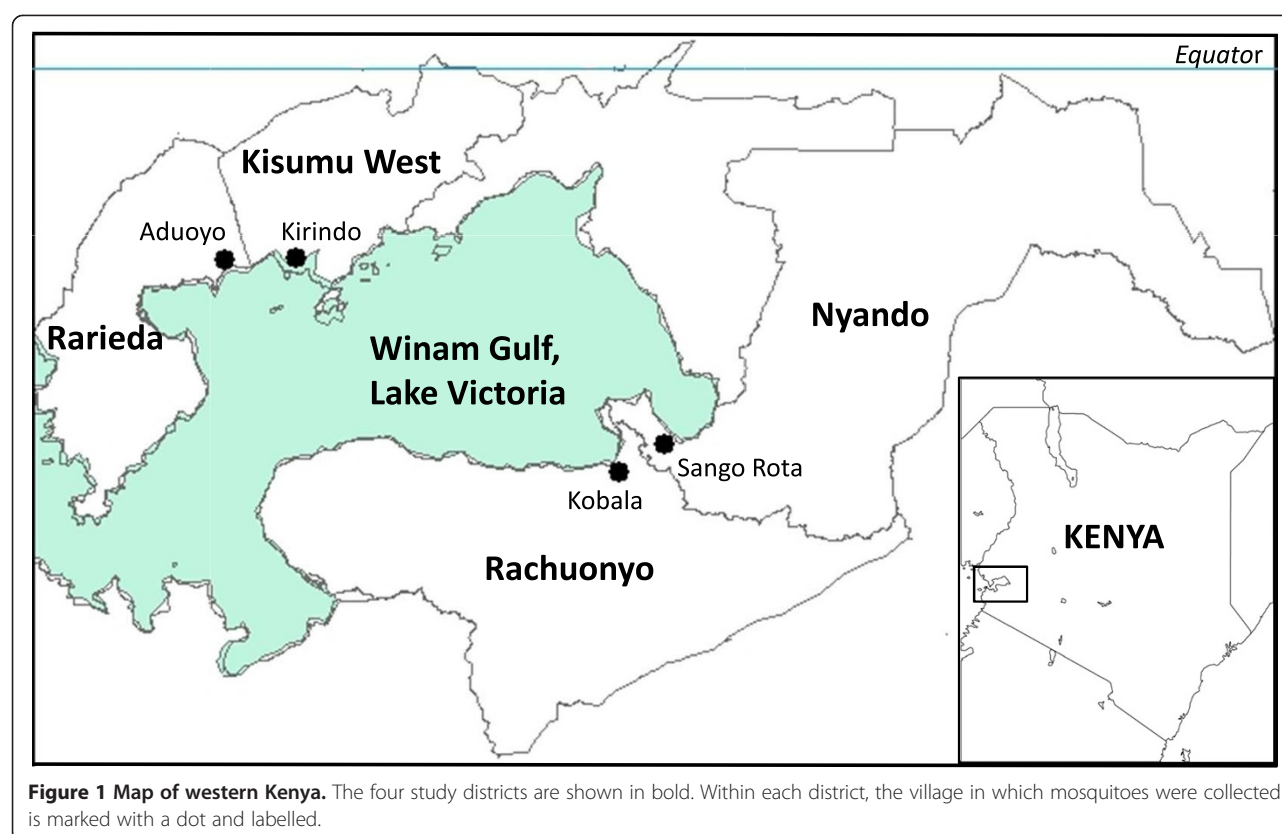 Equator
Kisumu West
Aduoyo
Kirindo
Rarieda
Nyando
Winam Gulf,
Lake Victoria
Sango Rota
Kobala
Rachuonyo
KENYA
Figure 1 Map of western Kenya. The four study districts are shown in bold. Within each district, the village in which mosquitoes were collected
is marked with a dot and labelled.